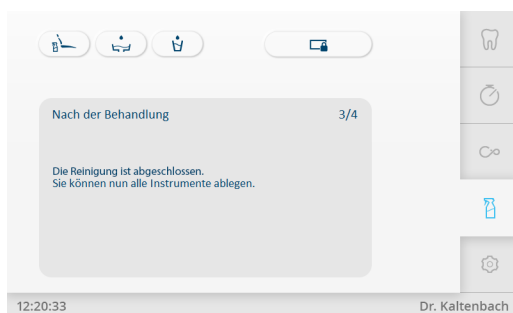 Nach der Behandlung 3/4
Die Reinigung ist abgeschlossen.
Sie können nun alle Instrumente ablegen.
12:20:33 Dr. Kaltenbach